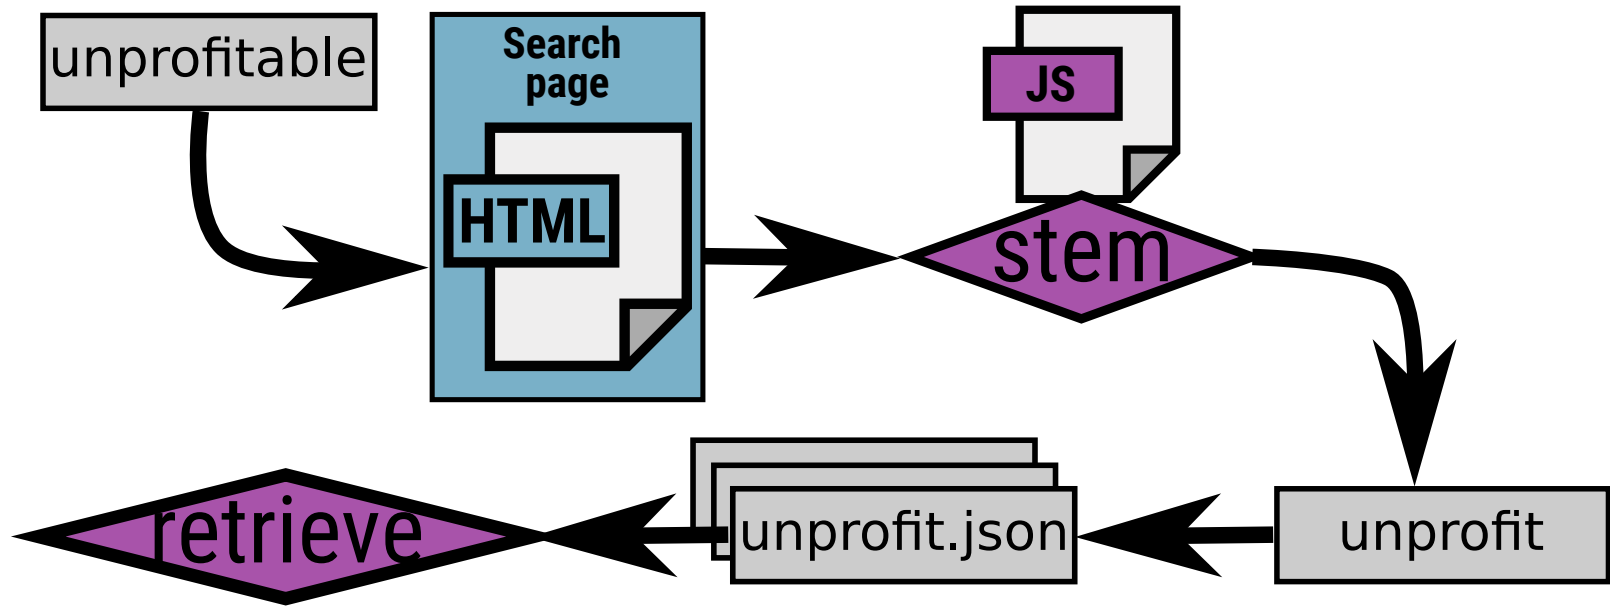 unprofitable
Search
page
HTML
JS
stem
unprofit
unprofit.json
retrieve